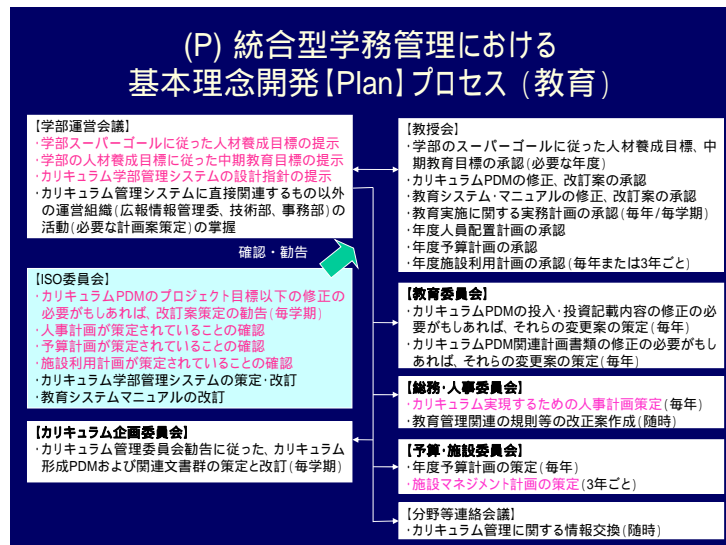 (P) 統合型学務管理における
基本理念開発【Plan】プロセス (教育)
【学部運営会議】
・学部スーパーゴールに従った人材養成目標の提示
・学部の人材養成目標に従った中期教育目標の提示
・カリキュラム学部管理システムの設計指針の提示
・カリキュラム管理システムに直接関連するもの以外
の運営組織(広報情報管理委、技術部、事務部)の
活動(必要な計画案策定)の掌握
確認・勧告
【ISO委員会】
・カリキュラムPDMのプロジェクト目標以下の修正の
必要がもしあれば、改訂案策定の勧告(毎学期)
・人事計画が策定されていることの確認
・予算計画が策定されていることの確認
・施設利用計画が策定されていることの確認
・カリキュラム学部管理システムの策定・改訂
・教育システムマニュアルの改訂
【カリキュラム企画委員会】
・カリキュラム管理委員会勧告に従った、カリキュラム
形成PDMおよび関連文書群の策定と改訂(毎学期)
【教授会】
・学部のスーパーゴールに従った人材養成目標、中
期教育目標の承認(必要な年度)
・カリキュラムPDMの修正、改訂案の承認
・教育システム・マニュアルの修正、改訂案の承認
・教育実施に関する実務計画の承認(毎年/毎学期)
・年度人員配置計画の承認
・年度予算計画の承認
・年度施設利用計画の承認(毎年または3年ごと)
【教育委員会】
・カリキュラムPDMの投入・投資記載内容の修正の必
要がもしあれば、それらの変更案の策定(毎年)
・カリキュラムPDM関連計画書類の修正の必要がもし
あれば、それらの変更案の策定(毎年)
【総務・人事委員会】
・カリキュラム実現するための人事計画策定(毎年)
・教育管理関連の規則等の改正案作成(随時)
【予算・施設委員会】
・年度予算計画の策定(毎年)
・施設マネジメント計画の策定(3年ごと)
【分野等連絡会議】
・カリキュラム管理に関する情報交換(随時)